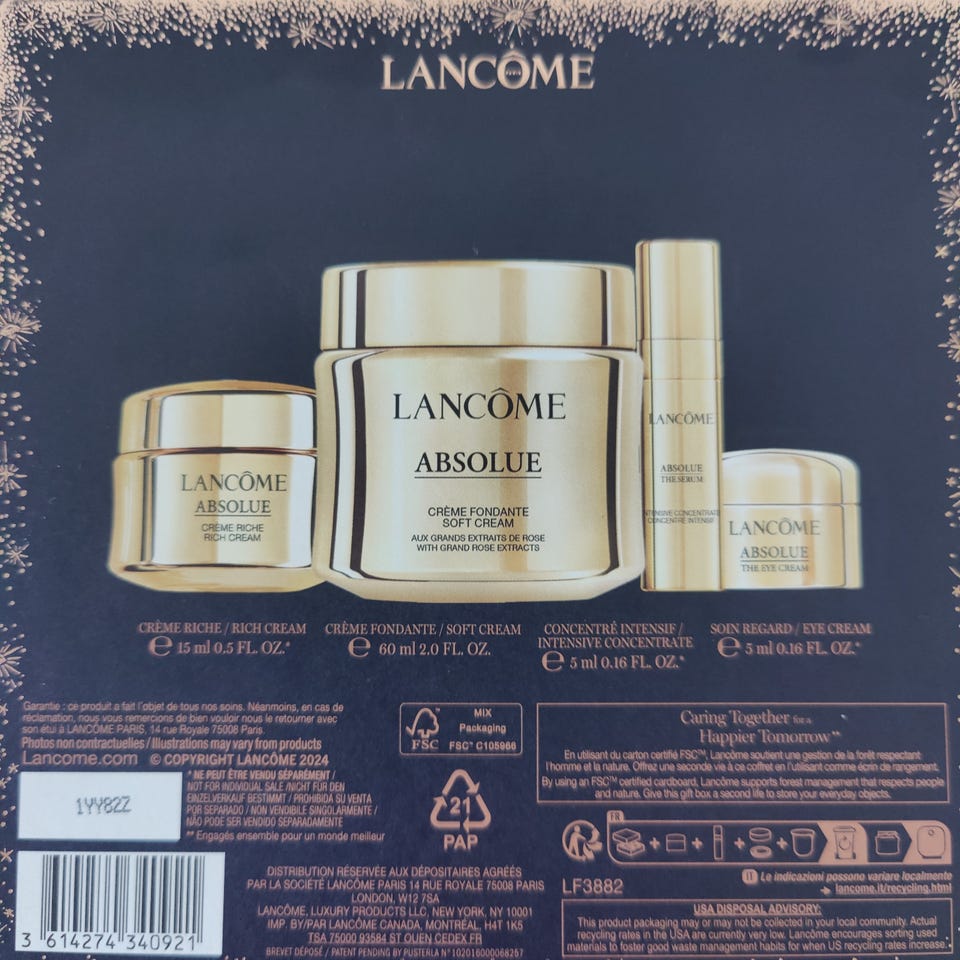 LANCÔME
PARIS
LANCÔME
ABSOLUE
CRÈME RICHE
RICH CREAM
LANCÔME
ABSOLUE
CRÈME FONDANTE
SOFT CREAM
AUX GRANDS EXTRAITS DE ROSE
WITH GRAND ROSE EXTRACTS
LANCÔME
ABSOLUE
THE SERUM
INTENSIVE CONCENTRATE
CONCENTRÉ INTENSIF
LANCÔME
ABSOLUE
THE EYE CREAM
CRÈME RICHE / RICH CREAM
℮ 15 ml 0.5 FL. OZ.*
CRÈME FONDANTE / SOFT CREAM
℮ 60 ml 2.0 FL. OZ.
CONCENTRÉ INTENSIF /
INTENSIVE CONCENTRATE
℮ 5 ml 0.16 FL. OZ.*
SOIN REGARD / EYE CREAM
℮ 5 ml 0.16 FL. OZ.*
Garantie : ce produit a fait l'objet de tous nos soins. Néanmoins, en cas de
réclamation, nous vous remercions de bien vouloir nous le retourner avec
son étui à LANCÔME PARIS, 14 rue Royale 75008 Paris.
Photos non contractuelles / Illustrations may vary from products
Lancome.com © COPYRIGHT LANCÔME 2024
* NE PEUT ÊTRE VENDU SÉPARÉMENT /
NOT FOR INDIVIDUAL SALE /NICHT FÜR DEN
EINZELVERKAUF BESTIMMT / PROHIBIDA SU VENTA
POR SEPARADO / NON VENDIBILE SINGOLARMENTE /
NÃO PODE SER VENDIDO SEPARADAMENTE
** Engagés ensemble pour un monde meilleur
1YY82Z
3 614274 340921
FSC
MIX
Packaging
FSC™ C105966
21
PAP
DISTRIBUTION RÉSERVÉE AUX DÉPOSITAIRES AGRÉÉS
PAR LA SOCIÉTÉ LANCÔME PARIS 14 RUE ROYALE 75008 PARIS
LONDON, W12 7SA
LANCÔME, LUXURY PRODUCTS LLC, NEW YORK, NY 10001
IMP. BY/PAR LANCÔME CANADA, MONTRÉAL, H4T 1K5
TSA 75000 93584 ST OUEN CEDEX FR
BREVET DÉPOSÉ / PATENT PENDING BY PUSTERLA N°102016000068257
Caring Together for a
Happier Tomorrow**
En utilisant du carton certifié FSC™, Lancôme soutient une gestion de la forêt respectant
l'homme et la nature. Offrez une seconde vie à ce coffret en l'utilisant comme écrin de rangement.
By using an FSC™ certified cardboard, Lancôme supports forest management that respects people
and nature. Give this gift box a second life to store your everyday objects.
FR
+ + + +
IT Le indicazioni possono variare localmente
→ lancome.it/recycling.html
LF3882
USA DISPOSAL ADVISORY:
This product packaging may or may not be collected in your local community. Actual
recycling rates in the USA are currently very low. Lancôme encourages sorting used
materials to foster good waste management habits for when US recycling rates increase.